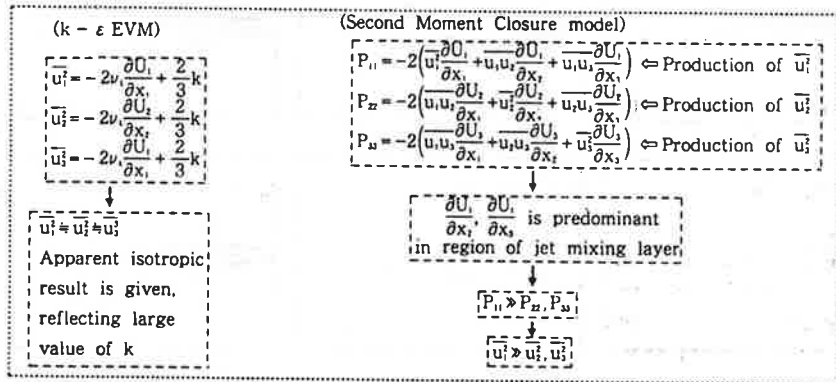 (k - ε EVM)
u₁² = - 2νₜ ∂U₁/∂x₁ + 2/3 k
u₂² = - 2νₜ ∂U₂/∂x₂ + 2/3 k
u₃² = - 2νₜ ∂U₃/∂x₃ + 2/3 k
u₁² ≒ u₂² ≒ u₃²
Apparent isotropic
result is given,
reflecting large
value of k
(Second Moment Closure model)
P₁₁ = -2(u₁² ∂U₁/∂x₁ + u₁u₂ ∂U₁/∂x₂ + u₁u₃ ∂U₁/∂x₃) ⇐ Production of u₁²
P₂₂ = -2(u₁u₂ ∂U₂/∂x₁ + u₂² ∂U₂/∂x₂ + u₂u₃ ∂U₂/∂x₃) ⇐ Production of u₂²
P₃₃ = -2(u₁u₃ ∂U₃/∂x₁ + u₂u₃ ∂U₃/∂x₂ + u₃² ∂U₃/∂x₃) ⇐ Production of u₃²
∂U₁/∂x₂, ∂U₁/∂x₃ is predominant
in region of jet mixing layer
P₁₁ ≫ P₂₂, P₃₃
u₁² ≫ u₂², u₃²